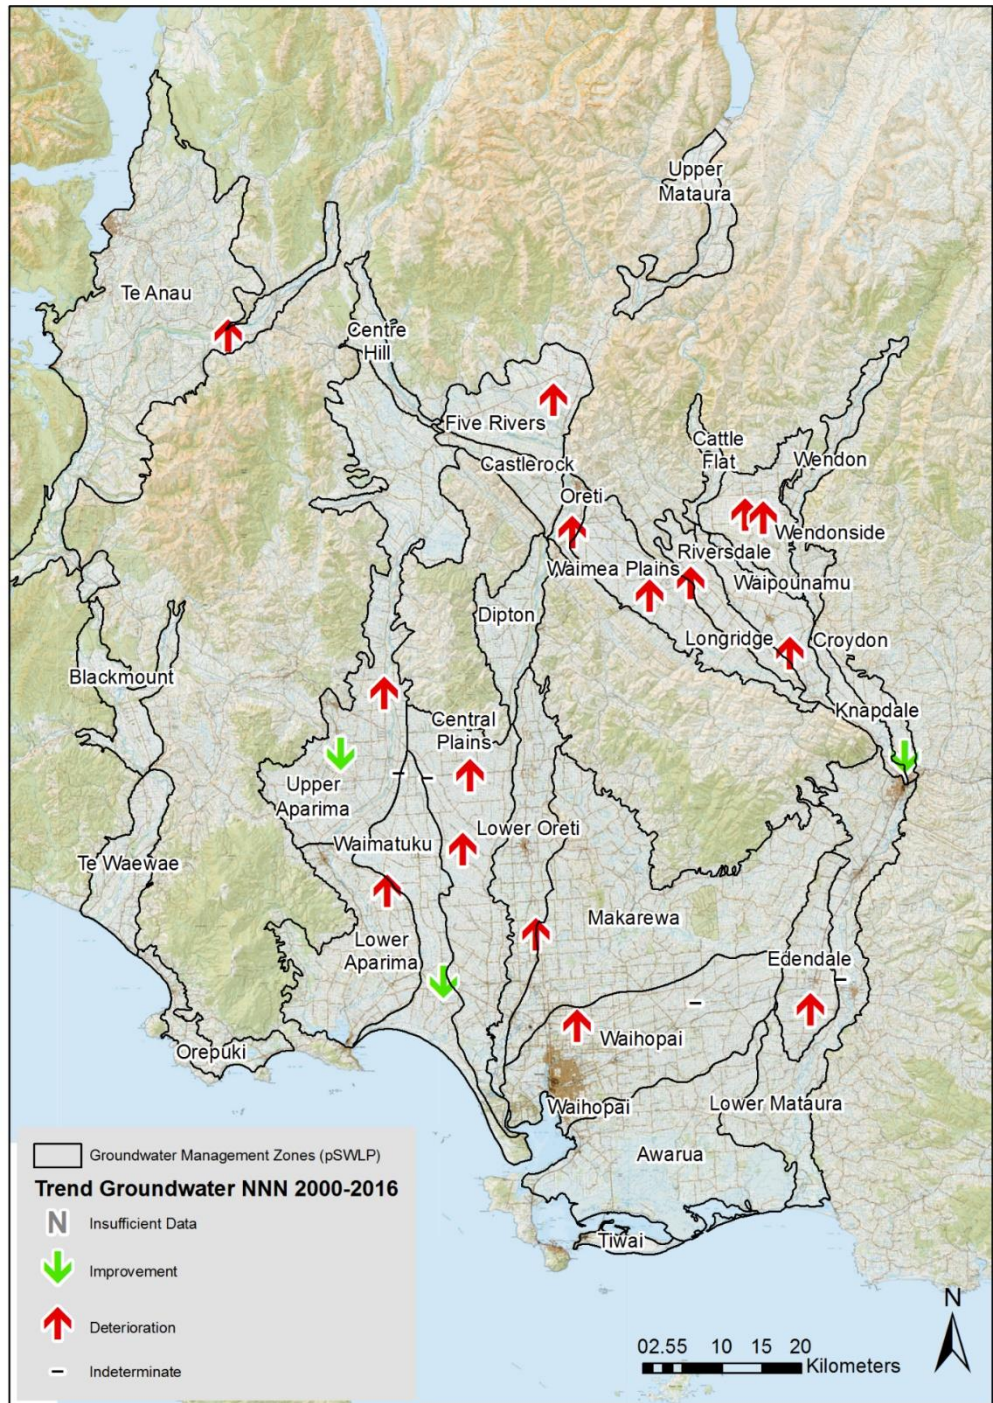 Upper
Mataura
Te Anau
Centre
Hill
Five Rivers
Castlerock
Cattle
Flat
Wendon
Oreti
Wendonside
Riversdale
Waimea Plains
Waipounamu
Dipton
Longridge
Croydon
Blackmount
Knapdale
Central
Plains
Upper
Aparima
Lower Oreti
Waimatuku
Te Waewae
Makarewa
Lower
Aparima
Edendale
Orepuki
Waihopai
Waihopai
Lower Mataura
Awarua
Tiwai
Groundwater Management Zones (pSWLP)
Trend Groundwater NNN 2000-2016
N Insufficient Data
Improvement
Deterioration
- Indeterminate
N
02.55 10 15 20
Kilometers